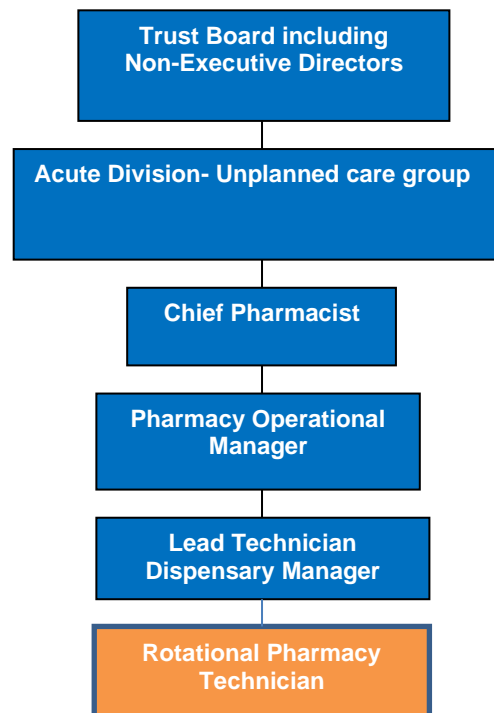 Trust Board including
Non-Executive Directors
Acute Division- Unplanned care group
Chief Pharmacist
Pharmacy Operational
Manager
Lead Technician
Dispensary Manager
Rotational Pharmacy
Technician